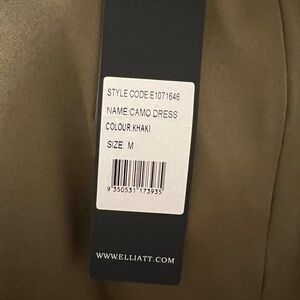 STYLE CODE:E1071646
NAME:CAMO DRESS
COLOUR:KHAKI
SIZE: M
9 350531 173935
WWW.ELLIATT.COM